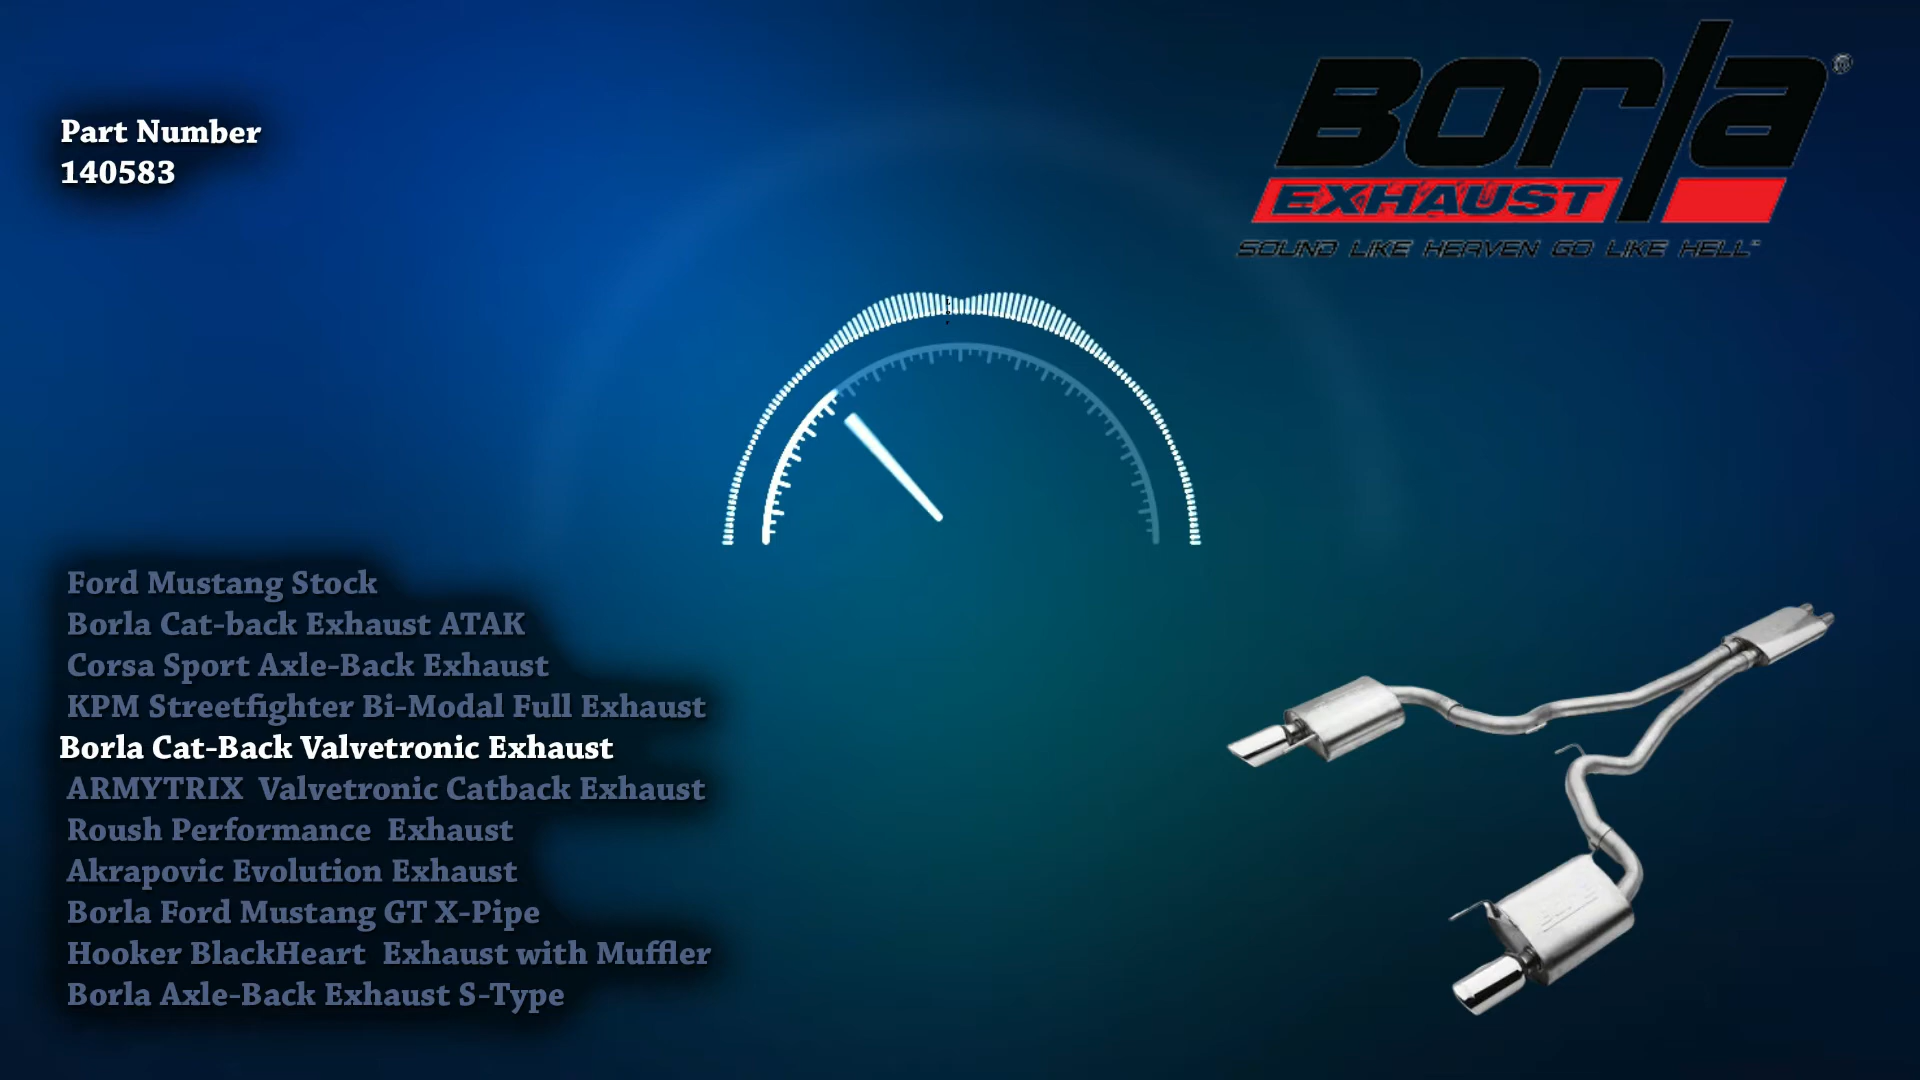 Part Number
140583
BORLA®
EXHAUST
SOUND LIKE HEAVEN GO LIKE HELL™
Ford Mustang Stock
Borla Cat-back Exhaust ATAK
Corsa Sport Axle-Back Exhaust
KPM Streetfighter Bi-Modal Full Exhaust
Borla Cat-Back Valvetronic Exhaust
ARMYTRIX Valvetronic Catback Exhaust
Roush Performance Exhaust
Akrapovic Evolution Exhaust
Borla Ford Mustang GT X-Pipe
Hooker BlackHeart Exhaust with Muffler
Borla Axle-Back Exhaust S-Type